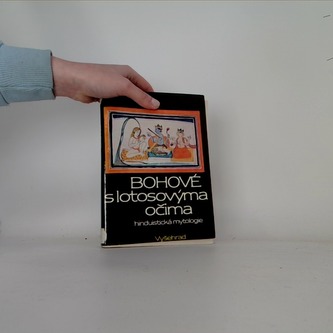 BOHOVÉ
s lotosovýma
očima
hinduistická mytologie
Vyšehrad